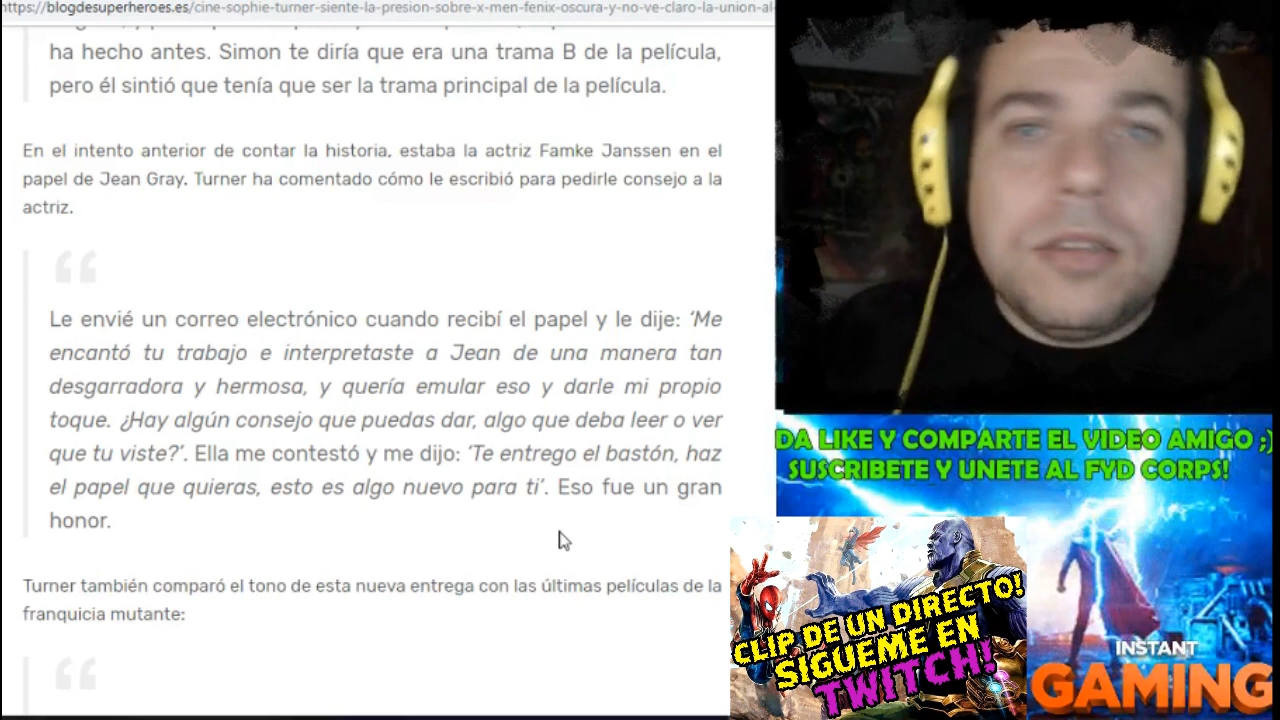 https://blogdesuperheroes.es/cine-sophie-turner-siente-la-presion-sobre-x-men-fenix-oscura-y-no-ve-claro-la-union-al-
ha hecho antes. Simon te diría que era una trama B de la película,
pero él sintió que tenía que ser la trama principal de la película.
En el intento anterior de contar la historia, estaba la actriz Famke Janssen en el
papel de Jean Gray. Turner ha comentado cómo le escribió para pedirle consejo a la
actriz.
Le envié un correo electrónico cuando recibí el papel y le dije: ‘Me
encantó tu trabajo e interpretaste a Jean de una manera tan
desgarradora y hermosa, y quería emular eso y darle mi propio
toque. ¿Hay algún consejo que puedas dar, algo que deba leer o ver
que tu viste?’. Ella me contestó y me dijo: ‘Te entrego el bastón, haz
el papel que quieras, esto es algo nuevo para ti’. Eso fue un gran
honor.
Turner también comparó el tono de esta nueva entrega con las últimas películas de la
franquicia mutante:
DA LIKE Y COMPARTE EL VIDEO AMIGO ;)
SUSCRIBETE Y UNETE AL FYD CORPS!
CLIP DE UN DIRECTO!
SIGUEME EN
TWITCH!
INSTANT
GAMING